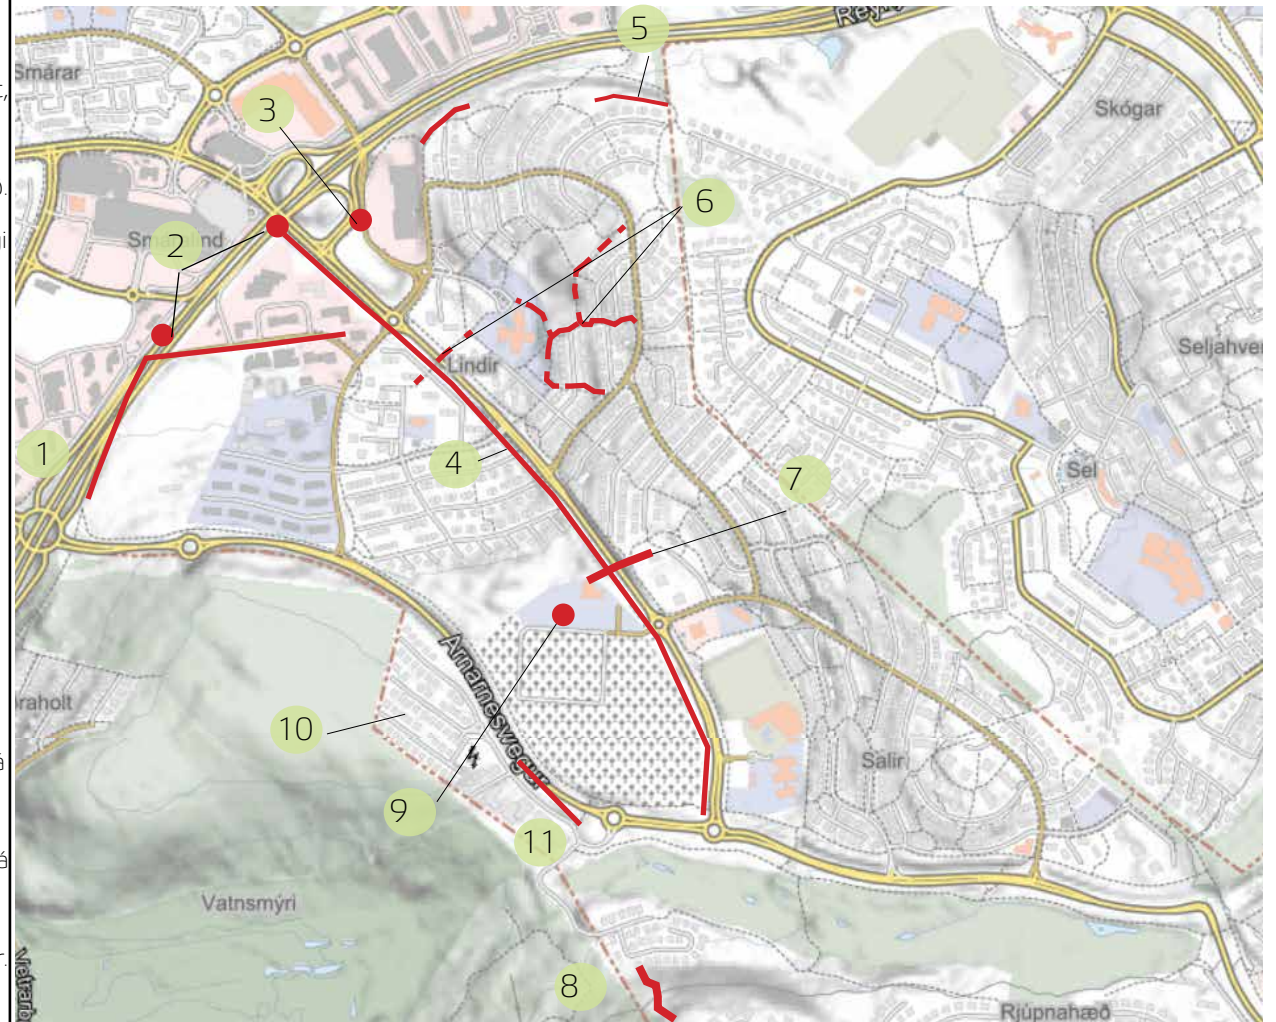 5
Smárar
3
Skógar
6
Smáralind
2
Seljahver
Lindir
1
4
7
Sel
Arnarnesvegur
raholt
10
Salir
9
11
Vatnsmýri
8
Rjúpnahæð